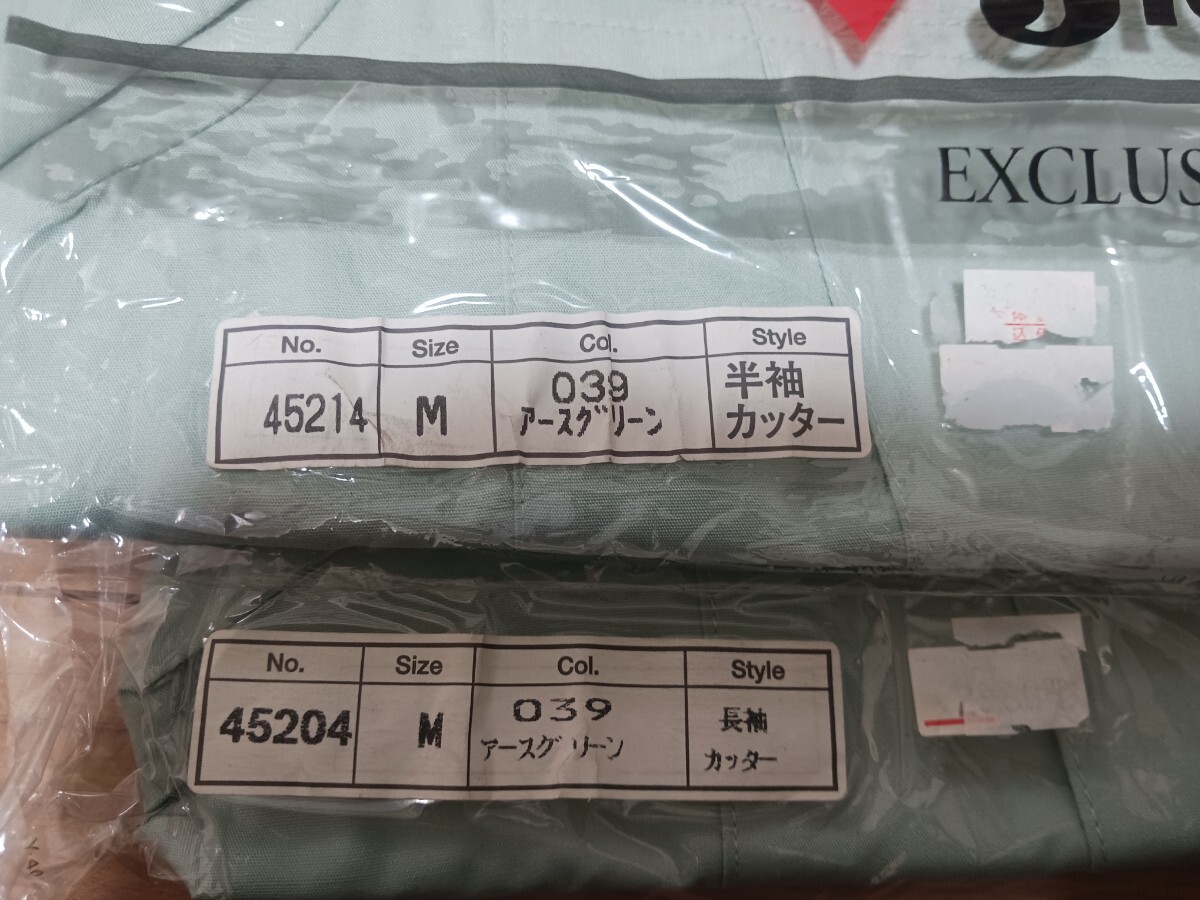 EXCLUS
No. Size Col. Style
45214 M 039 半袖
アースグリーン カッター
No. Size Col. Style
45204 M 039 長袖
アースグリーン カッター